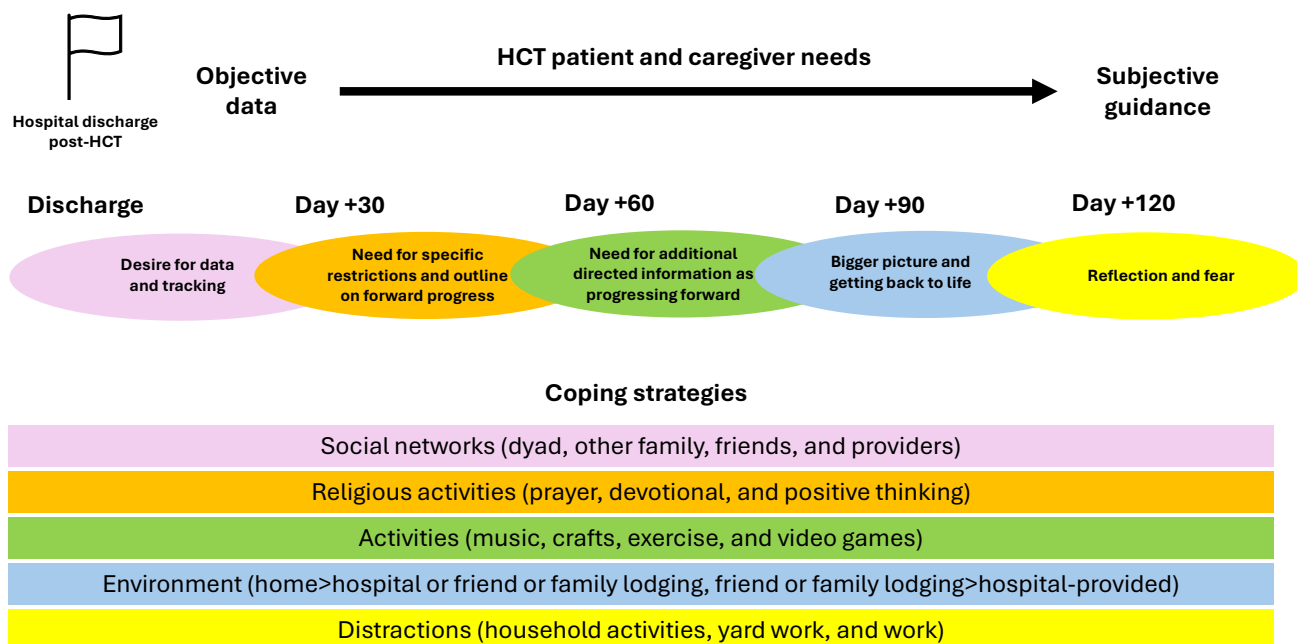 HCT patient and caregiver needs
Objective
data
Subjective
guidance
Hospital discharge
post-HCT
Discharge
Day +30
Day +60
Day +90
Day +120
Desire for data
and tracking
Need for specific
restrictions and outline
on forward progress
Need for additional
directed information as
progressing forward
Bigger picture and
getting back to life
Reflection and fear
Coping strategies
Social networks (dyad, other family, friends, and providers)
Religious activities (prayer, devotional, and positive thinking)
Activities (music, crafts, exercise, and video games)
Environment (home>hospital or friend or family lodging, friend or family lodging>hospital-provided)
Distractions (household activities, yard work, and work)